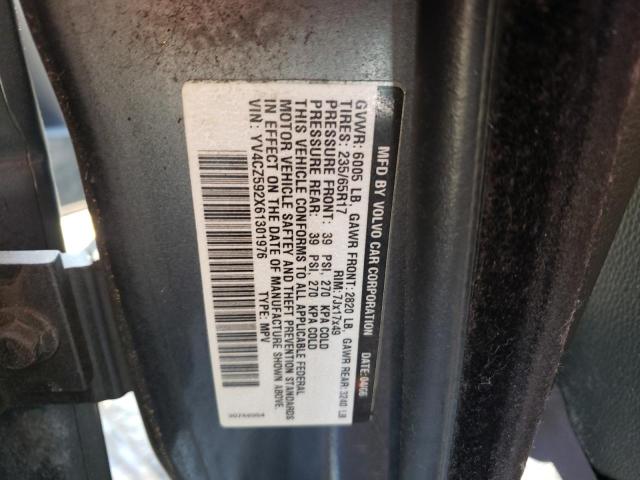 MFD BY VOLVO CAR CORPORATION DATE:04/06
GVWR: 6005 LB, GAWR FRONT: 2820 LB, GAWR REAR: 3240 LB
TIRES: 235/65R17 RIM: 7Jx17x49
PRESSURE FRONT: 39 PSI, 270 KPA COLD
PRESSURE REAR: 39 PSI, 270 KPA COLD
THIS VEHICLE CONFORMS TO ALL APPLICABLE FEDERAL
MOTOR VEHICLE SAFTEY AND THEFT PREVENTION STANDARDS
IN EFFECT ON THE DATE OF MANUFACTURE SHOWN ABOVE.
VIN: YV4CZ592X61301976 TYPE: MPV